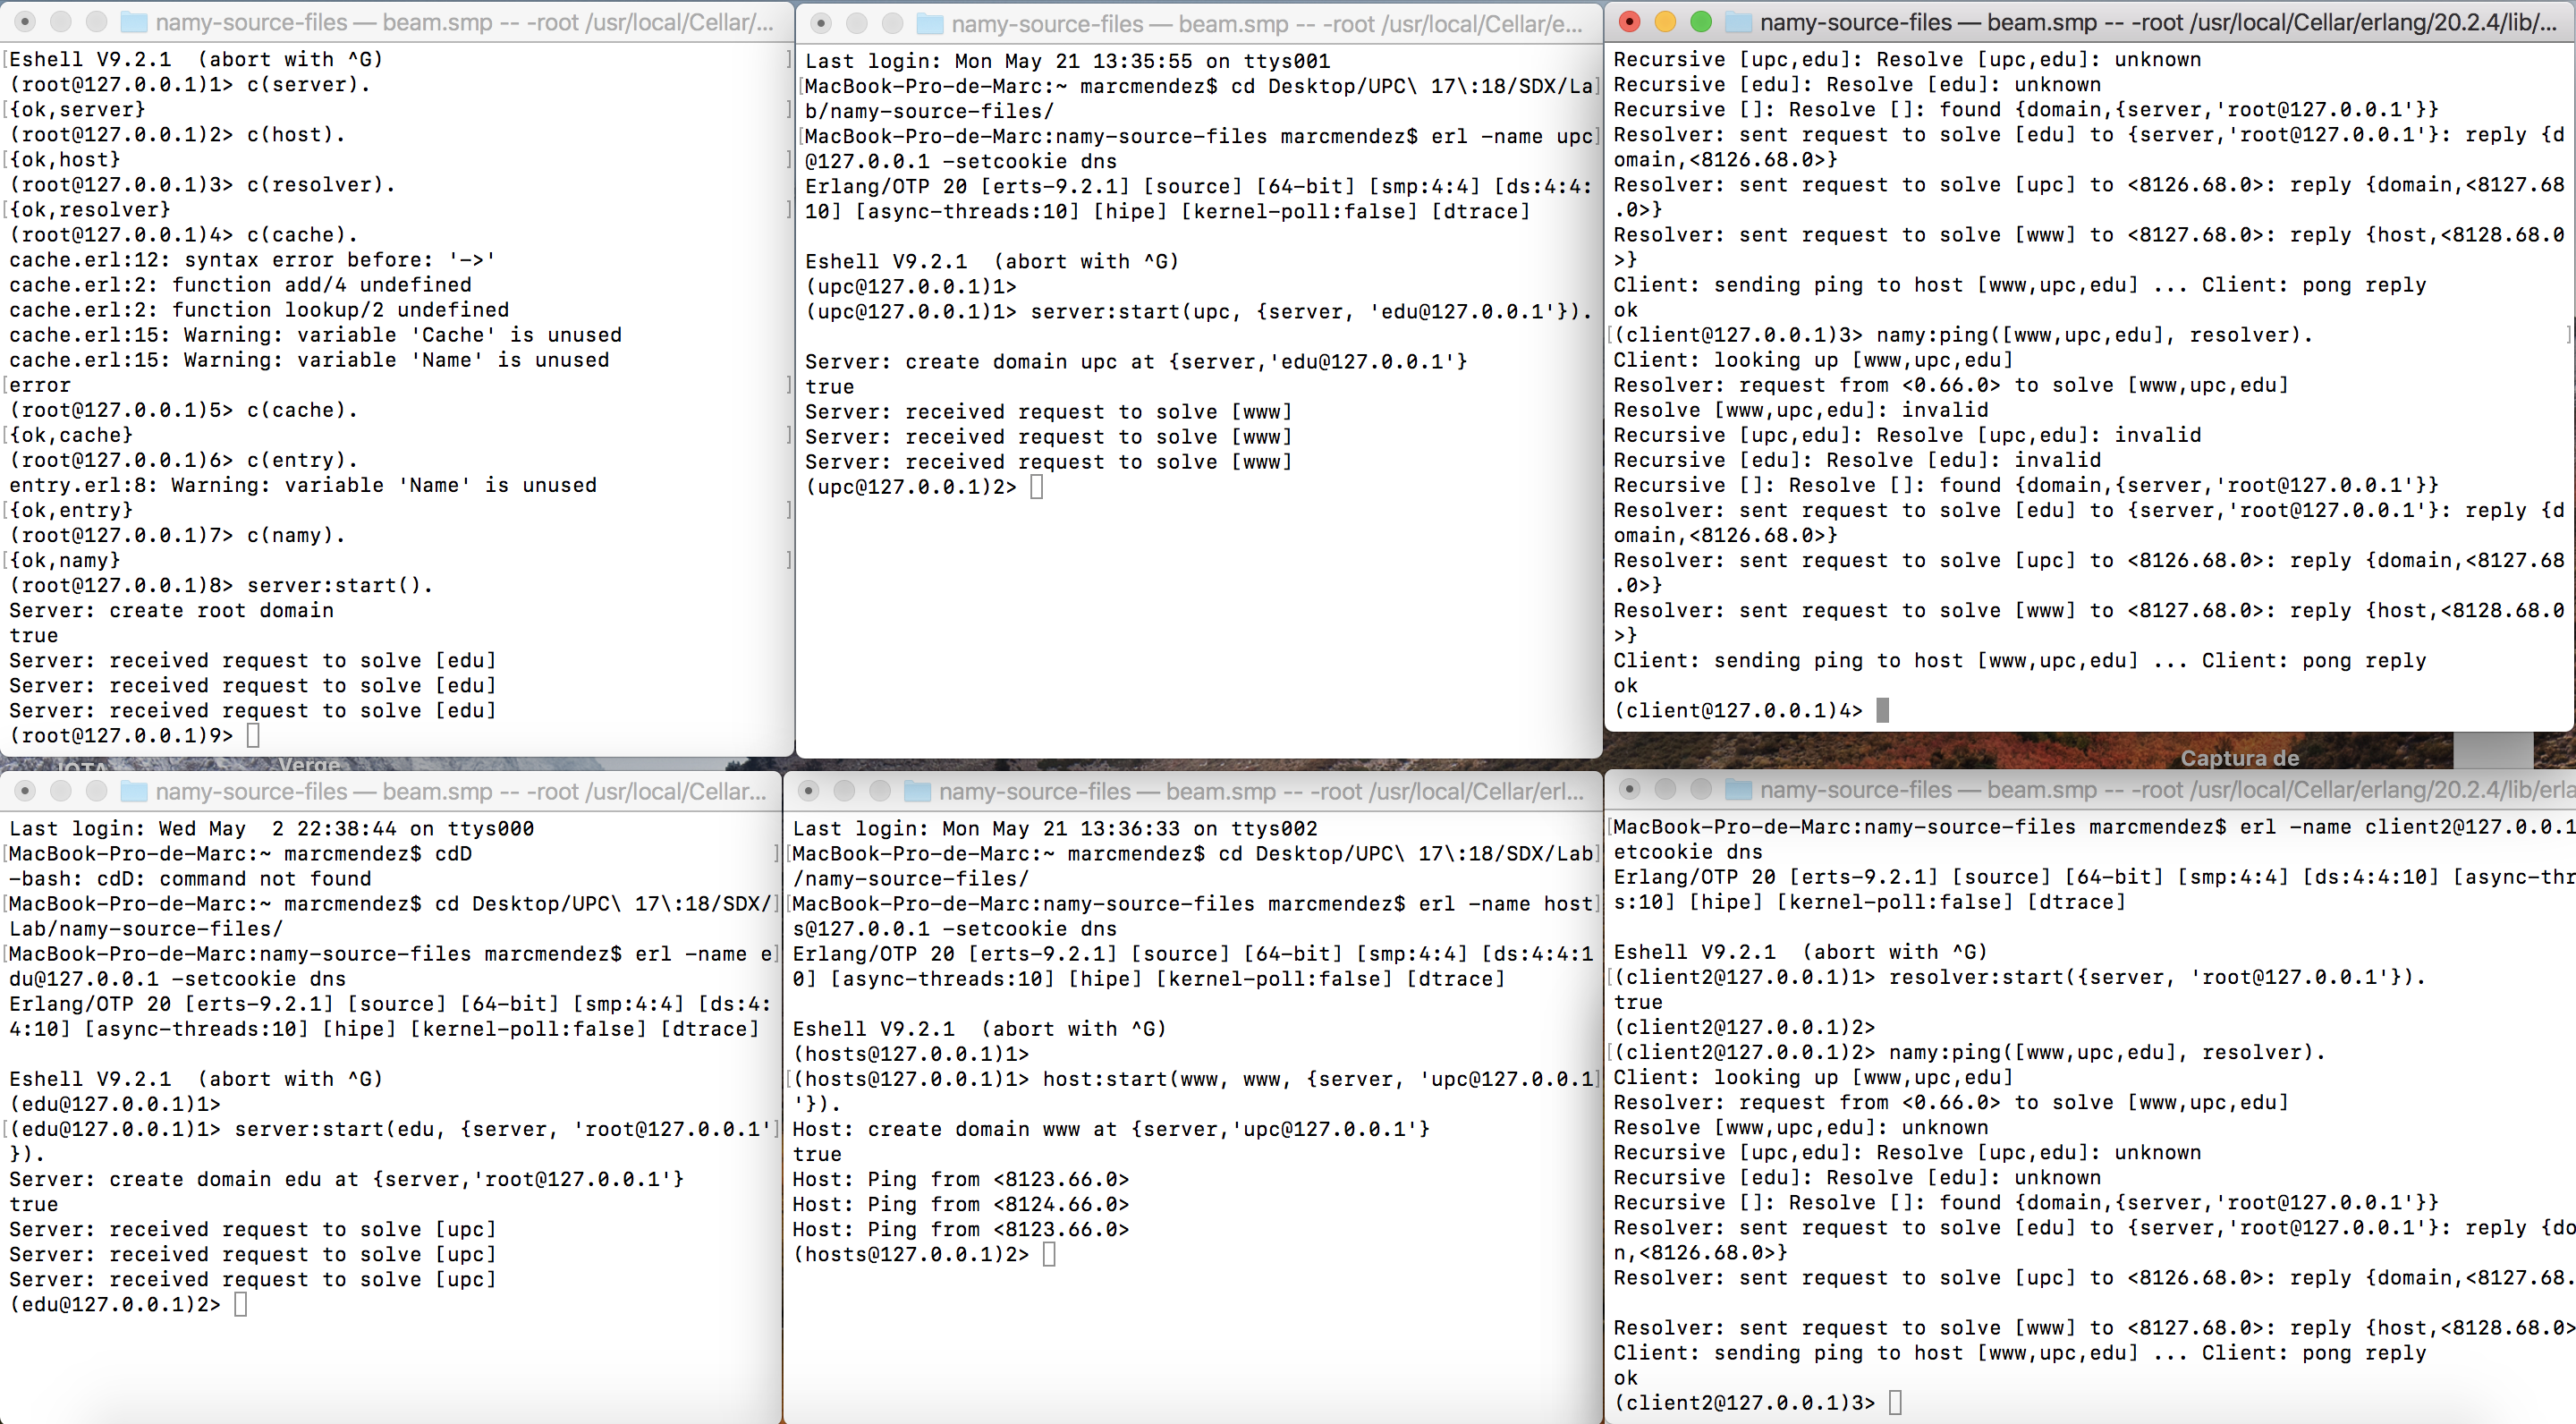 namy-source-files — beam.smp -- -root /usr/local/Cellar/...
Eshell V9.2.1  (abort with ^G)
(root@127.0.0.1)1> c(server).
{ok,server}
(root@127.0.0.1)2> c(host).
{ok,host}
(root@127.0.0.1)3> c(resolver).
{ok,resolver}
(root@127.0.0.1)4> c(cache).
cache.erl:12: syntax error before: '->'
cache.erl:2: function add/4 undefined
cache.erl:2: function lookup/2 undefined
cache.erl:15: Warning: variable 'Cache' is unused
cache.erl:15: Warning: variable 'Name' is unused
error
(root@127.0.0.1)5> c(cache).
{ok,cache}
(root@127.0.0.1)6> c(entry).
entry.erl:8: Warning: variable 'Name' is unused
{ok,entry}
(root@127.0.0.1)7> c(namy).
{ok,namy}
(root@127.0.0.1)8> server:start().
Server: create root domain
true
Server: received request to solve [edu]
Server: received request to solve [edu]
Server: received request to solve [edu]
(root@127.0.0.1)9>
namy-source-files — beam.smp -- -root /usr/local/Cellar/e...
Last login: Mon May 21 13:35:55 on ttys001
MacBook-Pro-de-Marc:~ marcmendez$ cd Desktop/UPC\ 17\:18/SDX/La
b/namy-source-files/
MacBook-Pro-de-Marc:namy-source-files marcmendez$ erl -name upc
@127.0.0.1 -setcookie dns
Erlang/OTP 20 [erts-9.2.1] [source] [64-bit] [smp:4:4] [ds:4:4:
10] [async-threads:10] [hipe] [kernel-poll:false] [dtrace]
Eshell V9.2.1  (abort with ^G)
(upc@127.0.0.1)1>
(upc@127.0.0.1)1> server:start(upc, {server, 'edu@127.0.0.1'}).
Server: create domain upc at {server,'edu@127.0.0.1'}
true
Server: received request to solve [www]
Server: received request to solve [www]
Server: received request to solve [www]
(upc@127.0.0.1)2>
namy-source-files — beam.smp -- -root /usr/local/Cellar/erlang/20.2.4/lib/...
Recursive [upc,edu]: Resolve [upc,edu]: unknown
Recursive [edu]: Resolve [edu]: unknown
Recursive []: Resolve []: found {domain,{server,'root@127.0.0.1'}}
Resolver: sent request to solve [edu] to {server,'root@127.0.0.1'}: reply {d
omain,<8126.68.0>}
Resolver: sent request to solve [upc] to <8126.68.0>: reply {domain,<8127.68
.0>}
Resolver: sent request to solve [www] to <8127.68.0>: reply {host,<8128.68.0
>}
Client: sending ping to host [www,upc,edu] ... Client: pong reply
ok
(client@127.0.0.1)3> namy:ping([www,upc,edu], resolver).
Client: looking up [www,upc,edu]
Resolver: request from <0.66.0> to solve [www,upc,edu]
Resolve [www,upc,edu]: invalid
Recursive [upc,edu]: Resolve [upc,edu]: invalid
Recursive [edu]: Resolve [edu]: invalid
Recursive []: Resolve []: found {domain,{server,'root@127.0.0.1'}}
Resolver: sent request to solve [edu] to {server,'root@127.0.0.1'}: reply {d
omain,<8126.68.0>}
Resolver: sent request to solve [upc] to <8126.68.0>: reply {domain,<8127.68
.0>}
Resolver: sent request to solve [www] to <8127.68.0>: reply {host,<8128.68.0
>}
Client: sending ping to host [www,upc,edu] ... Client: pong reply
ok
(client@127.0.0.1)4>
IOTA
Verge
Captura de
namy-source-files — beam.smp -- -root /usr/local/Cellar...
Last login: Wed May  2 22:38:44 on ttys000
MacBook-Pro-de-Marc:~ marcmendez$ cdD
-bash: cdD: command not found
MacBook-Pro-de-Marc:~ marcmendez$ cd Desktop/UPC\ 17\:18/SDX/
Lab/namy-source-files/
MacBook-Pro-de-Marc:namy-source-files marcmendez$ erl -name e
du@127.0.0.1 -setcookie dns
Erlang/OTP 20 [erts-9.2.1] [source] [64-bit] [smp:4:4] [ds:4:
4:10] [async-threads:10] [hipe] [kernel-poll:false] [dtrace]
Eshell V9.2.1  (abort with ^G)
(edu@127.0.0.1)1>
(edu@127.0.0.1)1> server:start(edu, {server, 'root@127.0.0.1'
}).
Server: create domain edu at {server,'root@127.0.0.1'}
true
Server: received request to solve [upc]
Server: received request to solve [upc]
Server: received request to solve [upc]
(edu@127.0.0.1)2>
namy-source-files — beam.smp -- -root /usr/local/Cellar/erl...
Last login: Mon May 21 13:36:33 on ttys002
MacBook-Pro-de-Marc:~ marcmendez$ cd Desktop/UPC\ 17\:18/SDX/Lab
/namy-source-files/
MacBook-Pro-de-Marc:namy-source-files marcmendez$ erl -name host
s@127.0.0.1 -setcookie dns
Erlang/OTP 20 [erts-9.2.1] [source] [64-bit] [smp:4:4] [ds:4:4:1
0] [async-threads:10] [hipe] [kernel-poll:false] [dtrace]
Eshell V9.2.1  (abort with ^G)
(hosts@127.0.0.1)1>
(hosts@127.0.0.1)1> host:start(www, www, {server, 'upc@127.0.0.1
'}).
Host: create domain www at {server,'upc@127.0.0.1'}
true
Host: Ping from <8123.66.0>
Host: Ping from <8124.66.0>
Host: Ping from <8123.66.0>
(hosts@127.0.0.1)2>
namy-source-files — beam.smp -- -root /usr/local/Cellar/erlang/20.2.4/lib/erla
MacBook-Pro-de-Marc:namy-source-files marcmendez$ erl -name client2@127.0.0.1
etcookie dns
Erlang/OTP 20 [erts-9.2.1] [source] [64-bit] [smp:4:4] [ds:4:4:10] [async-thr
s:10] [hipe] [kernel-poll:false] [dtrace]
Eshell V9.2.1  (abort with ^G)
(client2@127.0.0.1)1> resolver:start({server, 'root@127.0.0.1'}).
true
(client2@127.0.0.1)2>
(client2@127.0.0.1)2> namy:ping([www,upc,edu], resolver).
Client: looking up [www,upc,edu]
Resolver: request from <0.66.0> to solve [www,upc,edu]
Resolve [www,upc,edu]: unknown
Recursive [upc,edu]: Resolve [upc,edu]: unknown
Recursive [edu]: Resolve [edu]: unknown
Recursive []: Resolve []: found {domain,{server,'root@127.0.0.1'}}
Resolver: sent request to solve [edu] to {server,'root@127.0.0.1'}: reply {do
n,<8126.68.0>}
Resolver: sent request to solve [upc] to <8126.68.0>: reply {domain,<8127.68.
Resolver: sent request to solve [www] to <8127.68.0>: reply {host,<8128.68.0>
Client: sending ping to host [www,upc,edu] ... Client: pong reply
ok
(client2@127.0.0.1)3>